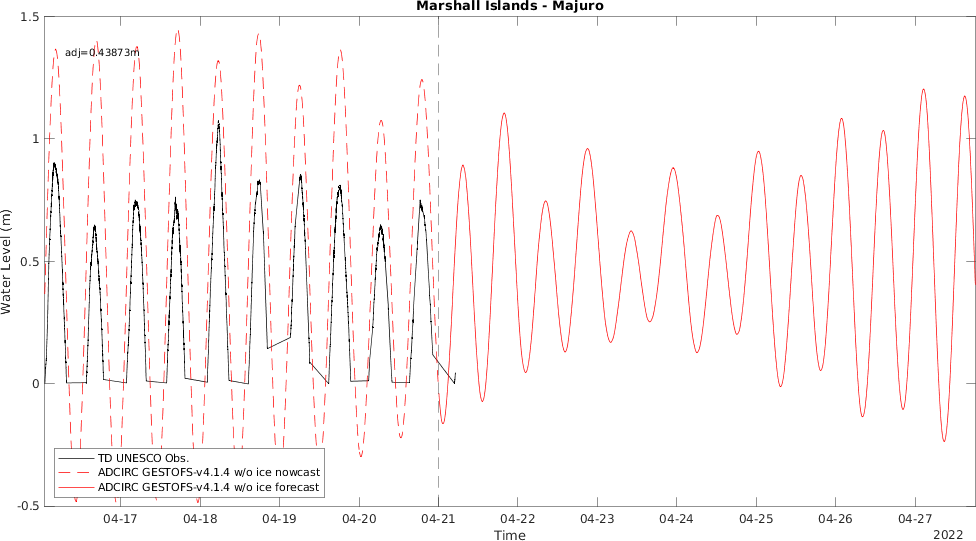 Marshall Islands - Majuro
1.5
adj=0.43873m
1
0.5
0
-0.5
Water Level (m)
TD UNESCO Obs.
ADCIRC GESTOFS-v4.1.4 w/o ice nowcast
ADCIRC GESTOFS-v4.1.4 w/o ice forecast
04-17 04-18 04-19 04-20 04-21 04-22 04-23 04-24 04-25 04-26 04-27
Time
2022